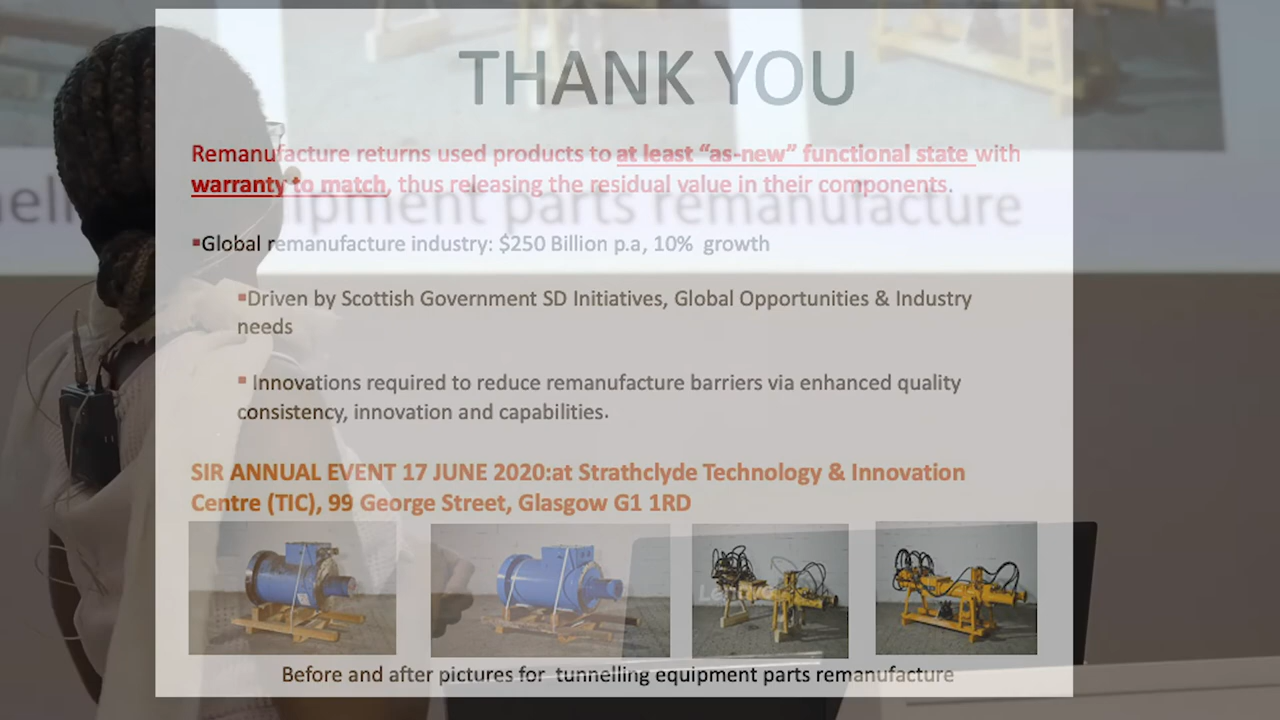 THANK YOU
Remanufacture returns used products to at least “as-new” functional state with
warranty to match, thus releasing the residual value in their components.
equipment parts remanufacture
▪Global remanufacture industry: $250 Billion p.a, 10% growth
▪Driven by Scottish Government SD Initiatives, Global Opportunities & Industry
needs
▪ Innovations required to reduce remanufacture barriers via enhanced quality
consistency, innovation and capabilities.
SIR ANNUAL EVENT 17 JUNE 2020:at Strathclyde Technology & Innovation
Centre (TIC), 99 George Street, Glasgow G1 1RD
Before and after pictures for tunnelling equipment parts remanufacture